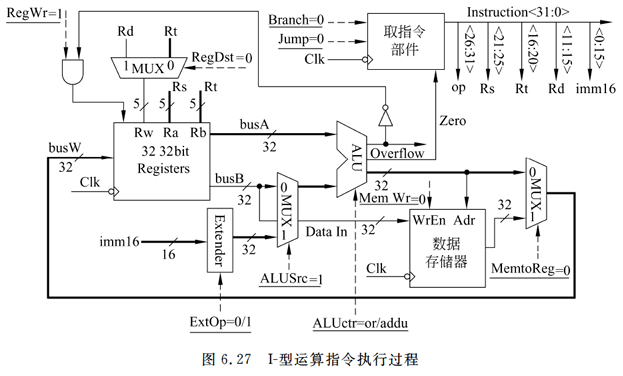 RegWr=1
Rd Rt
1 MUX 0
RegDst=0
Branch=0
Jump=0
Clk
取指令
部件
Instruction<31:0>
<26:31>
<21:25>
<16:20>
<11:15>
<0:15>
op Rs Rt Rd imm16
Rs Rt
5 5 5
Rw Ra Rb
32 32bit
Registers
busW
32
Clk
busA
32
busB
32
ALU
Zero
Overflow
32
0
MUX
1
Mem Wr=0
WrEn Adr
数据
存储器
Data In
32
Clk
32
0
MUX
1
MemtoReg=0
imm16
16
Extender
32
ALUSrc=1
ExtOp=0/1
ALUctr=or/addu
图 6.27 I-型运算指令执行过程